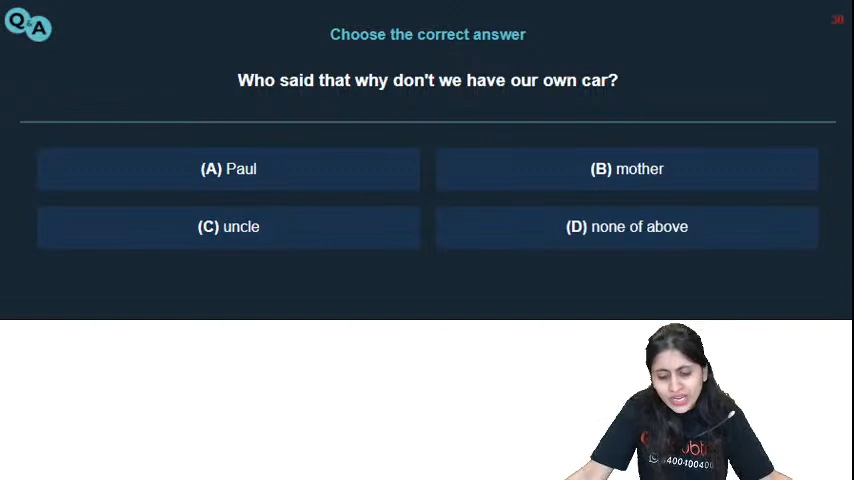 Q&A
30
Choose the correct answer
Who said that why don't we have our own car?
(A) Paul
(B) mother
(C) uncle
(D) none of above